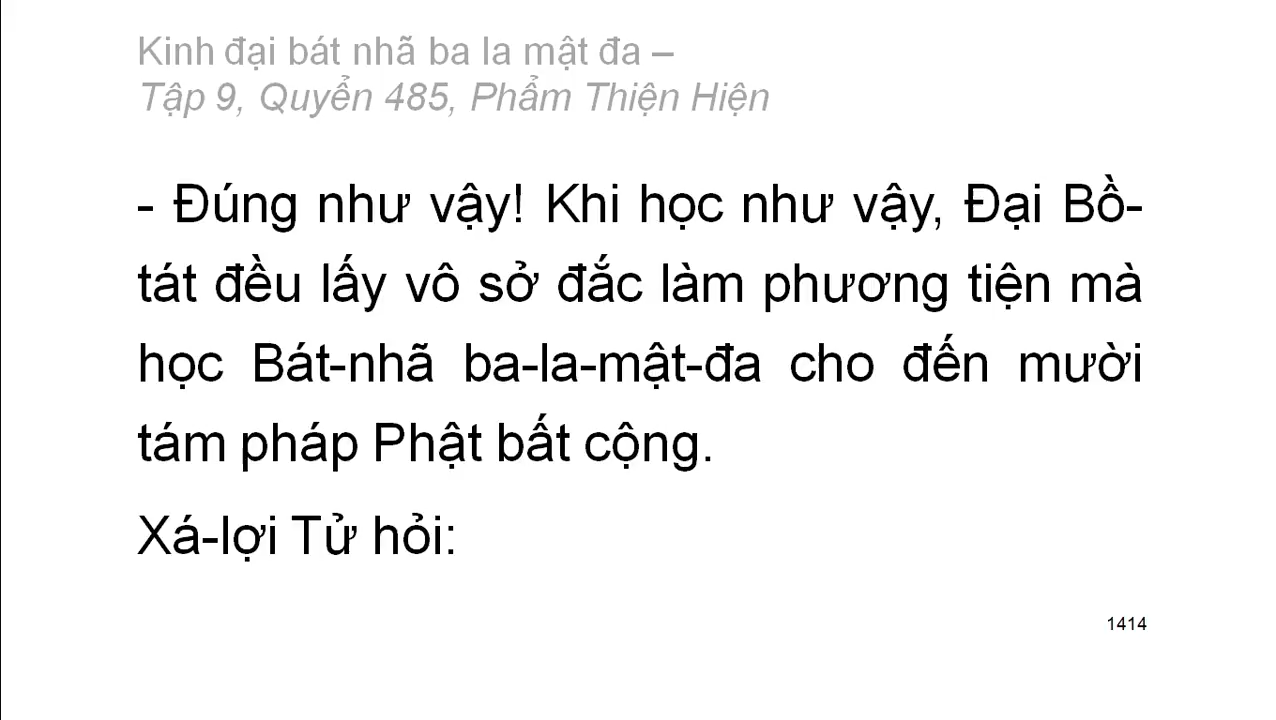 Kinh đại bát nhã ba la mật đa –
Tập 9, Quyển 485, Phẩm Thiện Hiện
- Đúng như vậy! Khi học như vậy, Đại Bồ-
tát đều lấy vô sở đắc làm phương tiện mà
học Bát-nhã ba-la-mật-đa cho đến mười
tám pháp Phật bất cộng.
Xá-lợi Tử hỏi:
1414